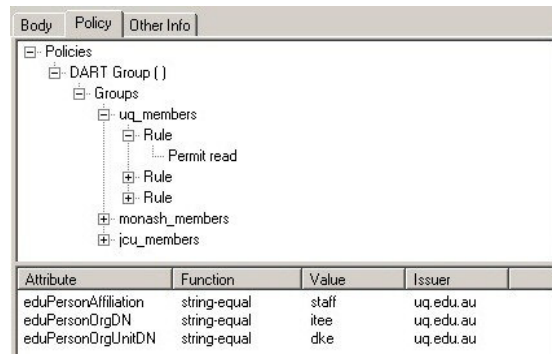 Body Policy Other Info
Policies
DART Group ( )
Groups
uq_members
Rule
Permit read
Rule
Rule
monash_members
jcu_members
Attribute Function Value Issuer
eduPersonAffiliation string-equal staff uq.edu.au
eduPersonOrgDN string-equal itee uq.edu.au
eduPersonOrgUnitDN string-equal dke uq.edu.au